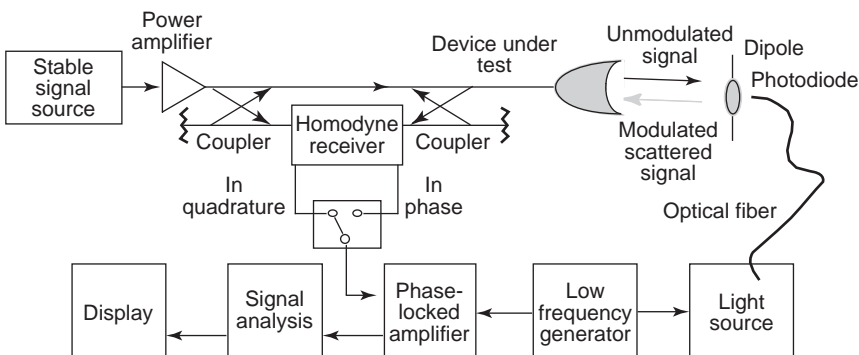 Power
amplifier
Stable
signal
source
Device under
test
Unmodulated
signal
Dipole
Photodiode
Coupler
Homodyne
receiver
Coupler
Modulated
scattered
signal
In
quadrature
In
phase
Optical fiber
Display
Signal
analysis
Phase-
locked
amplifier
Low
frequency
generator
Light
source